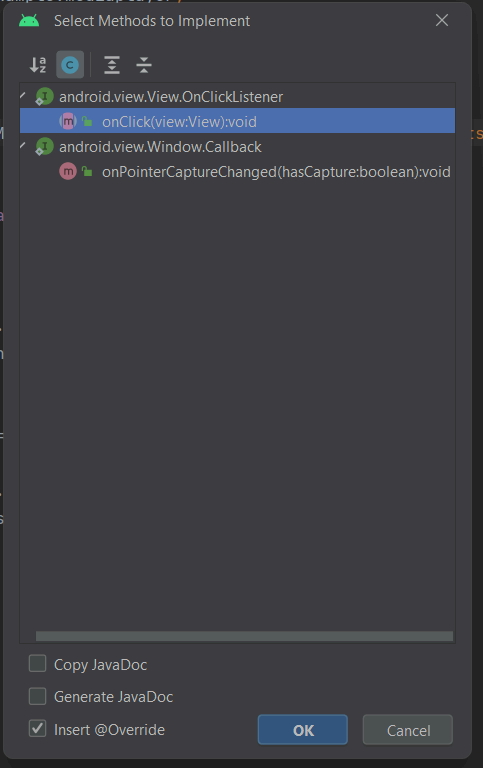 Select Methods to Implement
android.view.View.OnClickListener
onClick(view:View):void
android.view.Window.Callback
onPointerCaptureChanged(hasCapture:boolean):void
Copy JavaDoc
Generate JavaDoc
Insert @Override
OK
Cancel